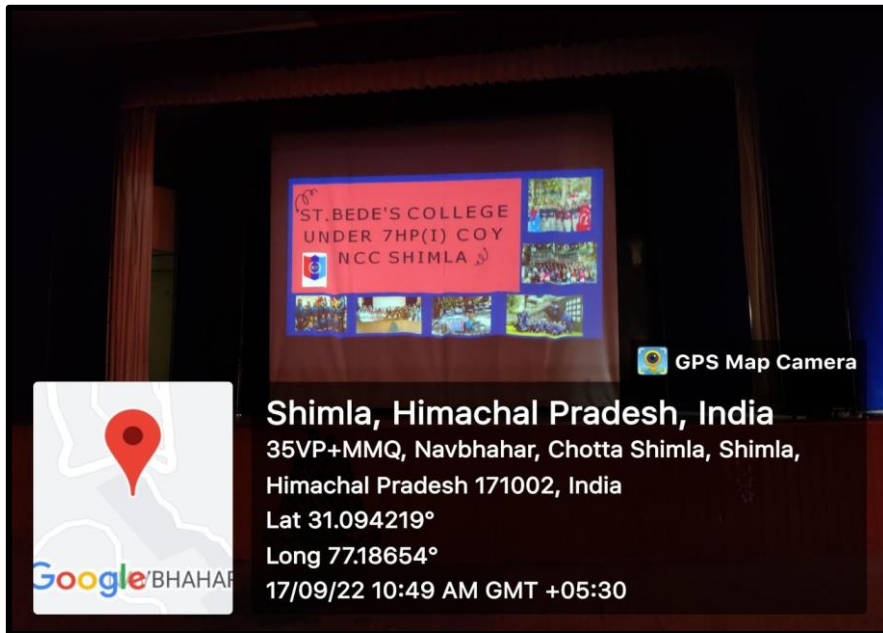 ST.BEDE'S COLLEGE
UNDER 7HP(I) COY
NCC SHIMLA
GPS Map Camera
Shimla, Himachal Pradesh, India
35VP+MMQ, Navbhahar, Chotta Shimla, Shimla,
Himachal Pradesh 171002, India
Lat 31.094219°
Long 77.18654°
17/09/22 10:49 AM GMT +05:30
Google
BHAHAR